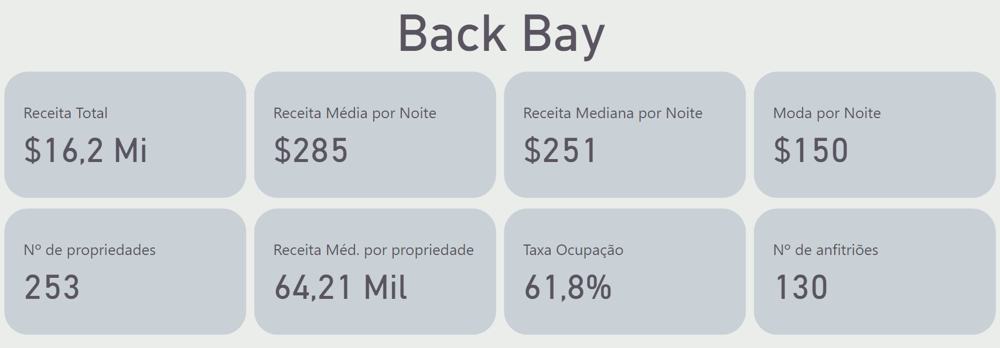 Back Bay
Receita Total
$16,2 Mi
Receita Média por Noite
$285
Receita Mediana por Noite
$251
Moda por Noite
$150
Nº de propriedades
253
Receita Méd. por propriedade
64,21 Mil
Taxa Ocupação
61,8%
Nº de anfitriões
130